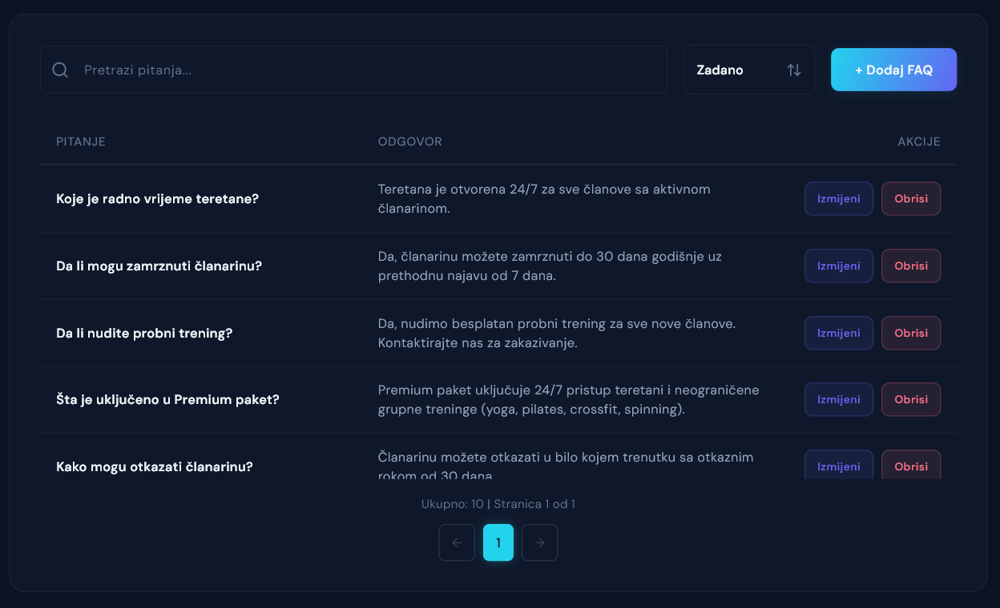 Pretrazi pitanja...
Zadano
+ Dodaj FAQ
PITANJE
ODGOVOR
AKCIJE
Koje je radno vrijeme teretane?
Teretana je otvorena 24/7 za sve članove sa aktivnom
članarinom.
Izmijeni
Obrisi
Da li mogu zamrznuti članarinu?
Da, članarinu možete zamrznuti do 30 dana godišnje uz
prethodnu najavu od 7 dana.
Izmijeni
Obrisi
Da li nudite probni trening?
Da, nudimo besplatan probni trening za sve nove članove.
Kontaktirajte nas za zakazivanje.
Izmijeni
Obrisi
Šta je uključeno u Premium paket?
Premium paket uključuje 24/7 pristup teretani i neograničene
grupne treninge (yoga, pilates, crossfit, spinning).
Izmijeni
Obrisi
Kako mogu otkazati članarinu?
Članarinu možete otkazati u bilo kojem trenutku sa otkaznim
rokom od 30 dana
Izmijeni
Obrisi
Ukupno: 10 | Stranica 1 od 1
← 1 →